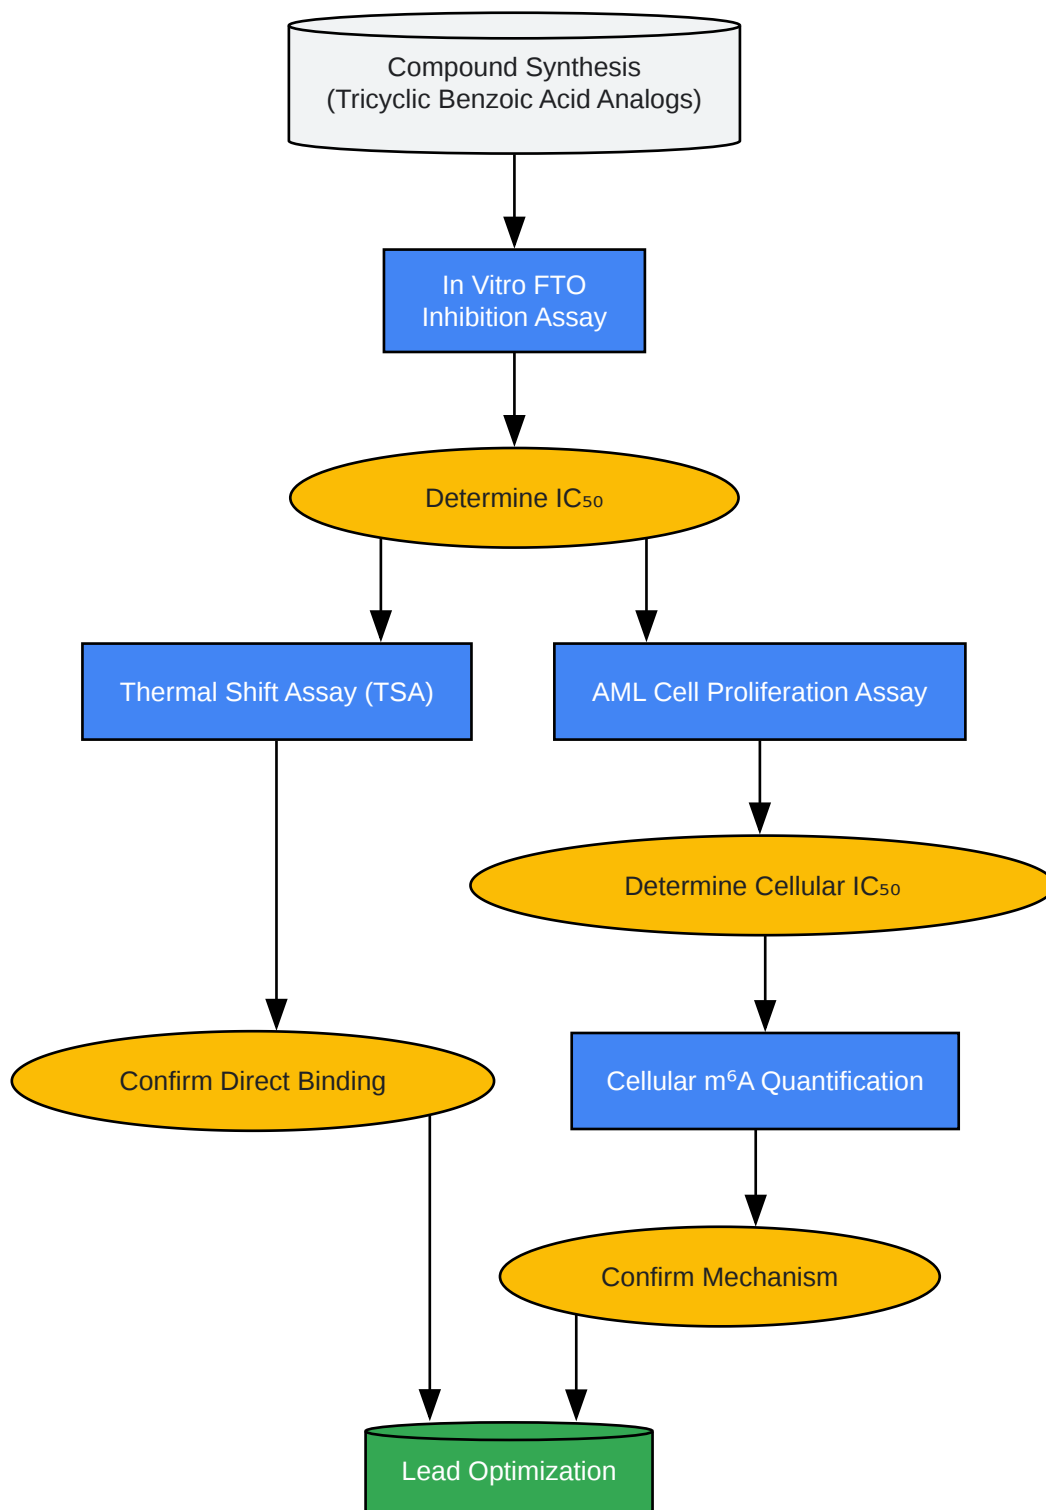 Compound Synthesis
(Tricyclic Benzoic Acid Analogs)
In Vitro FTO
Inhibition Assay
Determine IC₅₀
Thermal Shift Assay (TSA)
AML Cell Proliferation Assay
Determine Cellular IC₅₀
Confirm Direct Binding
Cellular m⁶A Quantification
Confirm Mechanism
Lead Optimization